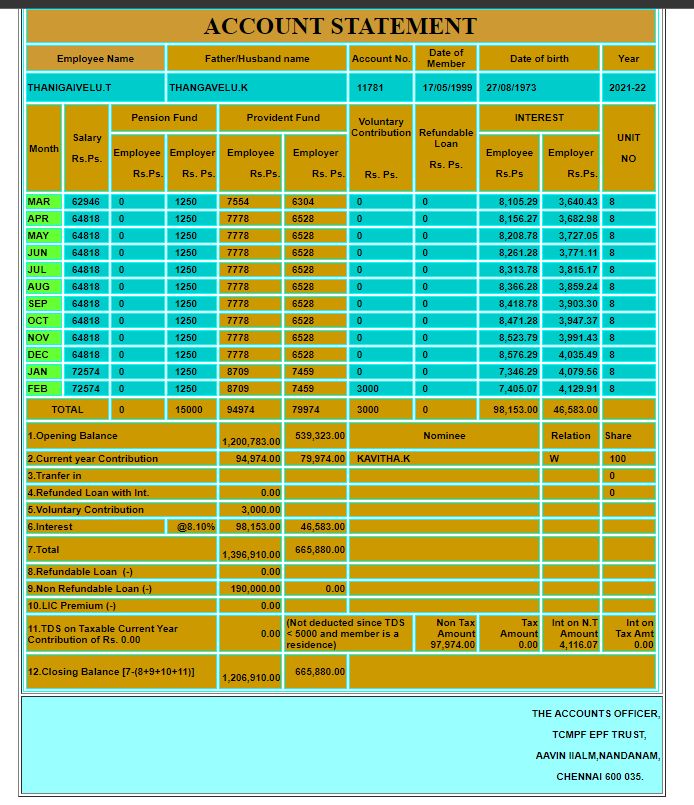 ACCOUNT STATEMENT
Employee Name Father/Husband name Account No. Date of Member Date of birth Year
THANIGAIVELU.T THANGAVELU.K 11781 17/05/1999 27/08/1973 2021-22
Month Salary Rs.Ps. Pension Fund Provident Fund Voluntary Contribution Rs. Ps. Refundable Loan Rs. Ps. INTEREST UNIT NO
Employee Rs.Ps. Employer Rs. Ps. Employee Rs.Ps. Employer Rs. Ps. Employee Rs.Ps Employer Rs.Ps.
MAR 62946 0 1250 7554 6304 0 0 8,105.29 3,640.43 8
APR 64818 0 1250 7778 6528 0 0 8,156.27 3,682.98 8
MAY 64818 0 1250 7778 6528 0 0 8,208.78 3,727.05 8
JUN 64818 0 1250 7778 6528 0 0 8,261.28 3,771.11 8
JUL 64818 0 1250 7778 6528 0 0 8,313.78 3,815.17 8
AUG 64818 0 1250 7778 6528 0 0 8,366.28 3,859.24 8
SEP 64818 0 1250 7778 6528 0 0 8,418.78 3,903.30 8
OCT 64818 0 1250 7778 6528 0 0 8,471.28 3,947.37 8
NOV 64818 0 1250 7778 6528 0 0 8,523.79 3,991.43 8
DEC 64818 0 1250 7778 6528 0 0 8,576.29 4,035.49 8
JAN 72574 0 1250 8709 7459 0 0 7,346.29 4,079.56 8
FEB 72574 0 1250 8709 7459 3000 0 7,405.07 4,129.91 8
TOTAL 0 15000 94974 79974 3000 0 98,153.00 46,583.00
1.Opening Balance 1,200,783.00 539,323.00 Nominee Relation Share
2.Current year Contribution 94,974.00 79,974.00 KAVITHA.K W 100
3.Tranfer in 0
4.Refunded Loan with Int. 0.00 0
5.Voluntary Contribution 3,000.00
6.Interest @8.10% 98,153.00 46,583.00
7.Total 1,396,910.00 665,880.00
8.Refundable Loan (-) 0.00
9.Non Refundable Loan (-) 190,000.00 0.00
10.LIC Premium (-) 0.00
11.TDS on Taxable Current Year Contribution of Rs. 0.00 0.00 (Not deducted since TDS < 5000 and member is a residence) Non Tax Amount 97,974.00 Tax Amount 0.00 Int on N.T Amount 4,116.07 Int on Tax Amt 0.00
12.Closing Balance [7-(8+9+10+11)] 1,206,910.00 665,880.00
THE ACCOUNTS OFFICER,
TCMPF EPF TRUST,
AAVIN IIALM,NANDANAM,
CHENNAI 600 035.